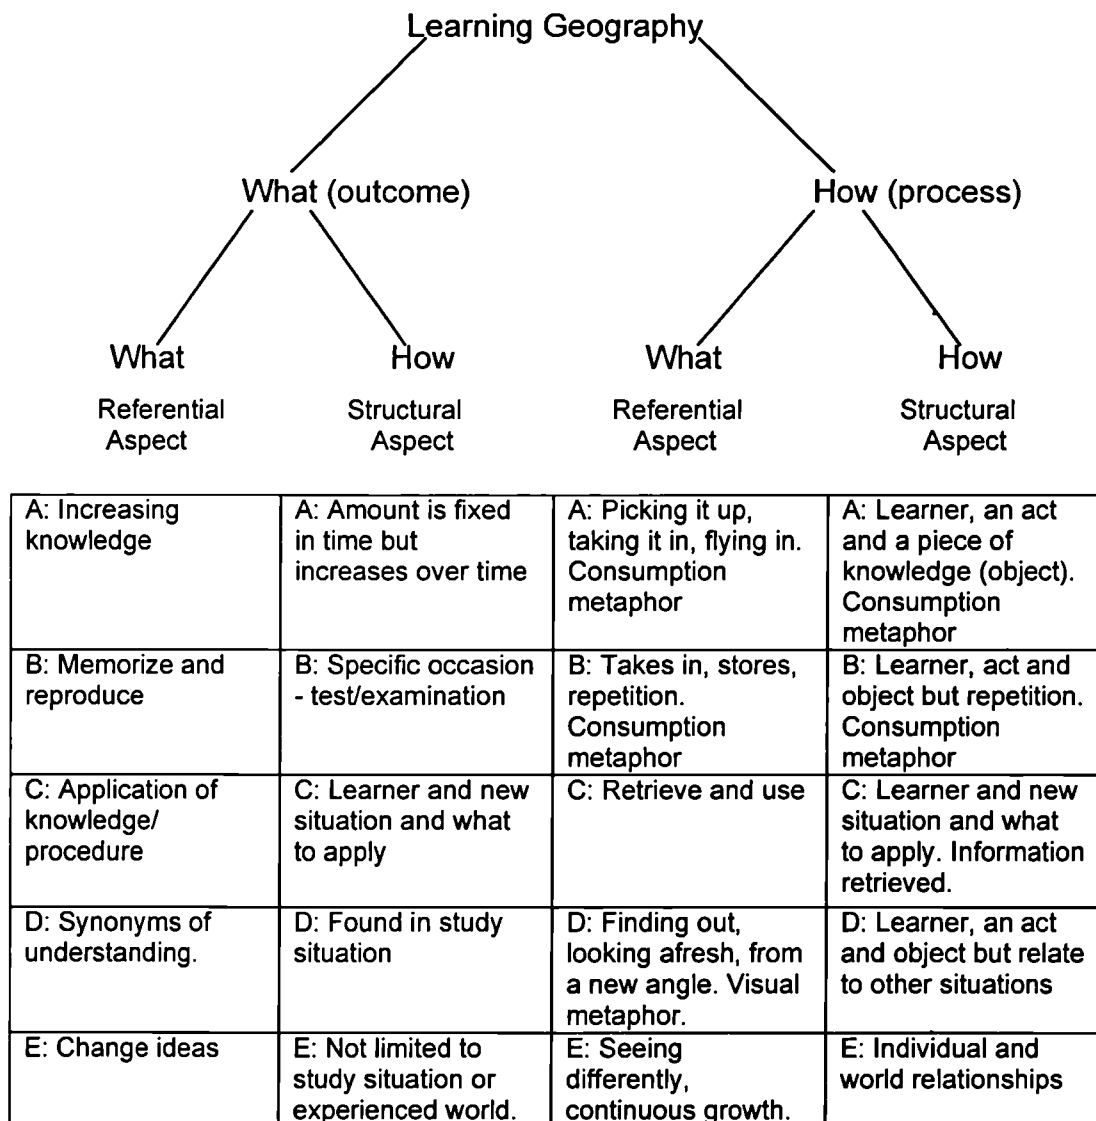 Learning Geography
What (outcome)
How (process)
What
How
What
How
Referential
Aspect
Structural
Aspect
Referential
Aspect
Structural
Aspect
A: Increasing
knowledge
A: Amount is fixed
in time but
increases over time
A: Picking it up,
taking it in, flying in.
Consumption
metaphor
A: Learner, an act
and a piece of
knowledge (object).
Consumption
metaphor
B: Memorize and
reproduce
B: Specific occasion
- test/examination
B: Takes in, stores,
repetition.
Consumption
metaphor
B: Learner, act and
object but repetition.
Consumption
metaphor
C: Application of
knowledge/
procedure
C: Learner and new
situation and what
to apply
C: Retrieve and use
C: Learner and new
situation and what
to apply. Information
retrieved.
D: Synonyms of
understanding.
D: Found in study
situation
D: Finding out,
looking afresh, from
a new angle. Visual
metaphor.
D: Learner, an act
and object but relate
to other situations
E: Change ideas
E: Not limited to
study situation or
experienced world.
E: Seeing
differently,
continuous growth.
E: Individual and
world relationships